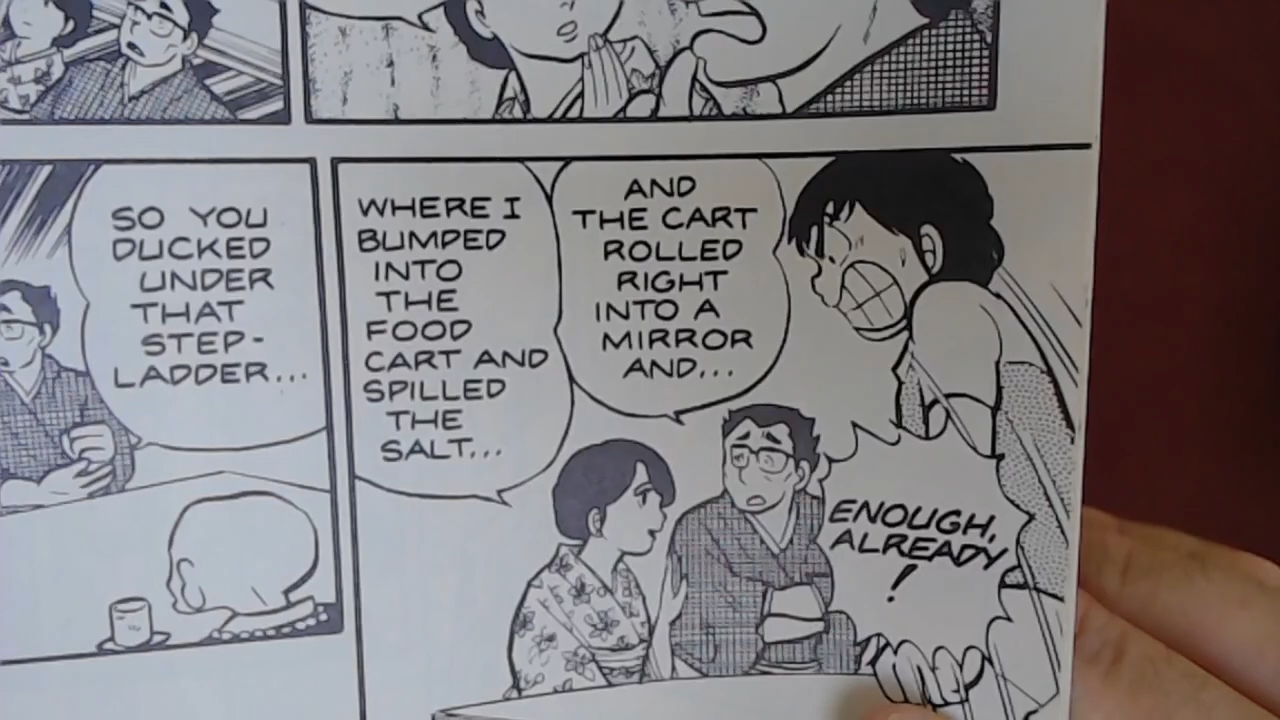 SO YOU
DUCKED
UNDER
THAT
STEP-
LADDER...
WHERE I
BUMPED
INTO
THE
FOOD
CART AND
SPILLED
THE
SALT...
AND
THE CART
ROLLED
RIGHT
INTO A
MIRROR
AND...
ENOUGH,
ALREADY
!